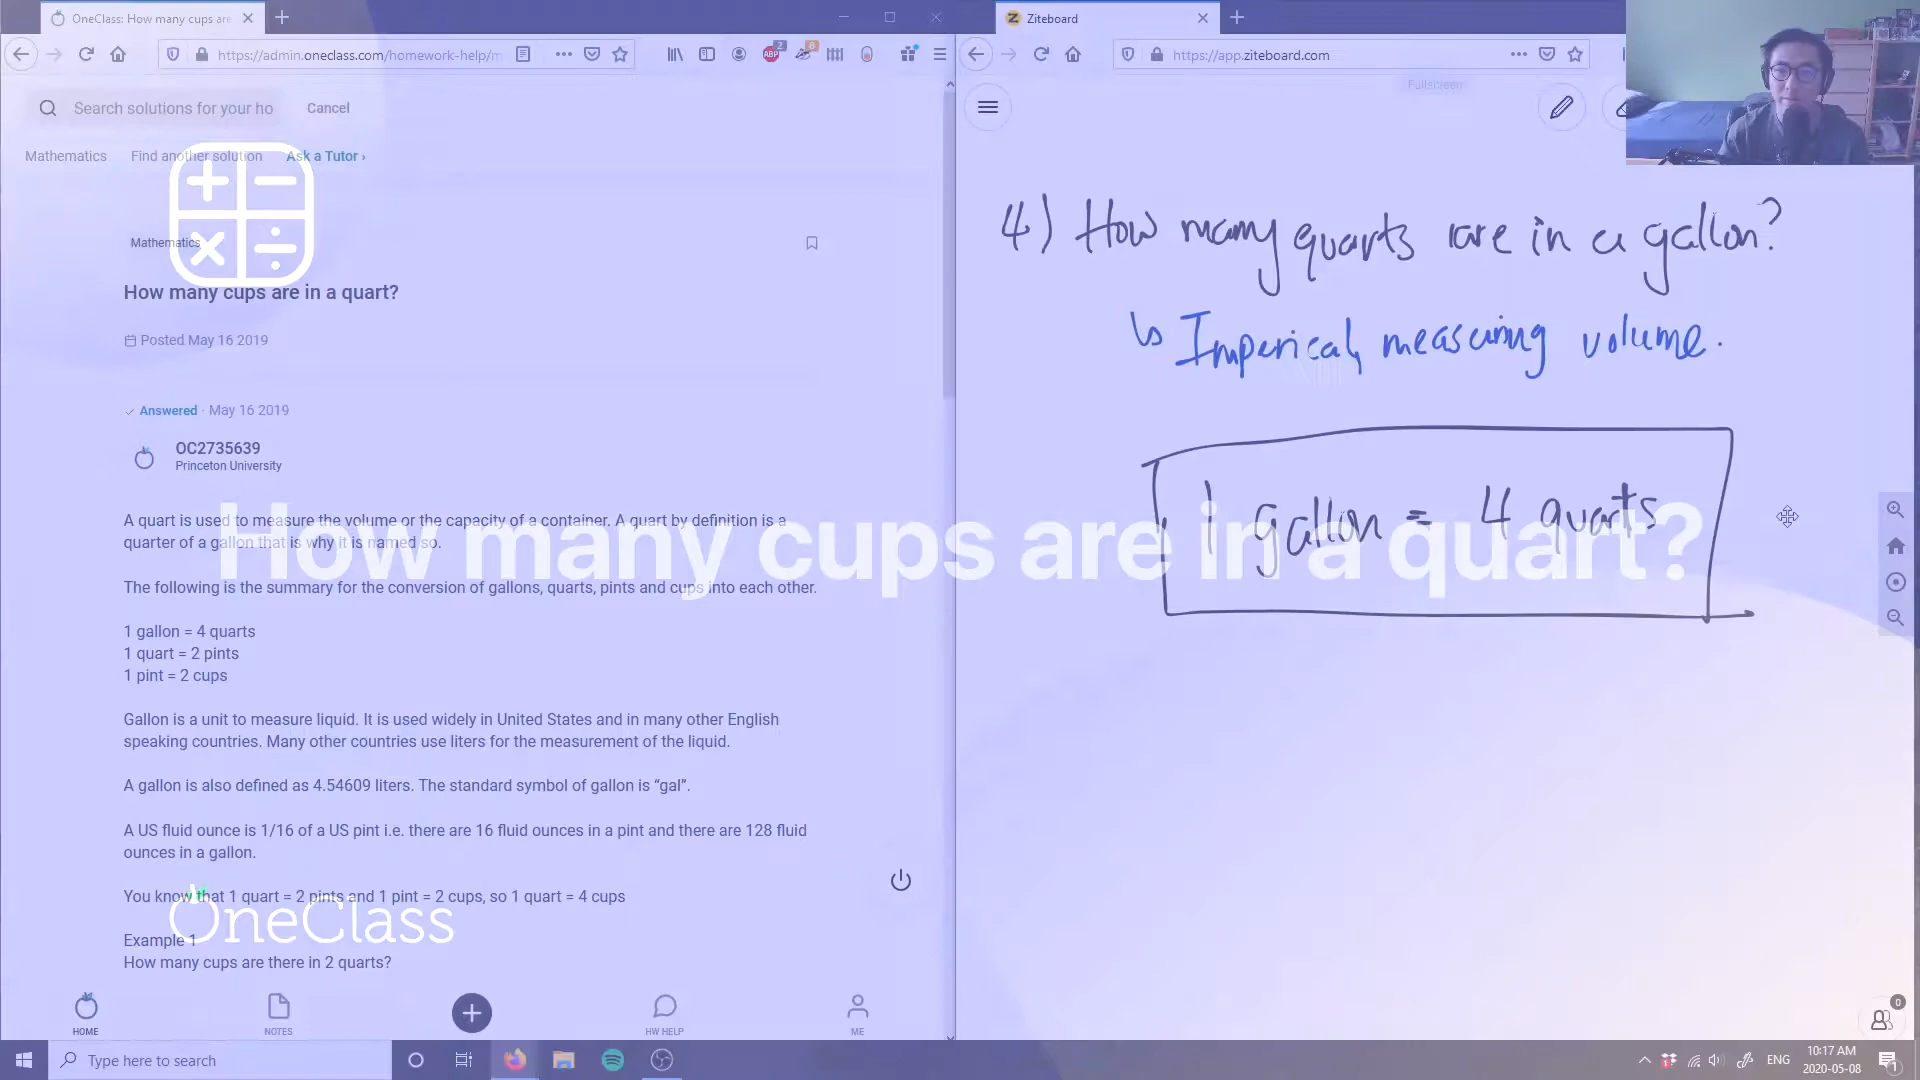 OneClass: How many cups are
https://admin.oneclass.com/homework-help/m
2
8
Search solutions for your ho
Cancel
Mathematics
Find another solution
Ask a Tutor ›
Mathematics
How many cups are in a quart?
Posted May 16 2019
Answered · May 16 2019
OC2735639
Princeton University
A quart is used to measure the volume or the capacity of a container. A quart by definition is a
quarter of a gallon that is why it is named so.
The following is the summary for the conversion of gallons, quarts, pints and cups into each other.
1 gallon = 4 quarts
1 quart = 2 pints
1 pint = 2 cups
Gallon is a unit to measure liquid. It is used widely in United States and in many other English
speaking countries. Many other countries use liters for the measurement of the liquid.
A gallon is also defined as 4.54609 liters. The standard symbol of gallon is “gal”.
A US fluid ounce is 1/16 of a US pint i.e. there are 16 fluid ounces in a pint and there are 128 fluid
ounces in a gallon.
You know that 1 quart = 2 pints and 1 pint = 2 cups, so 1 quart = 4 cups
Example 1
How many cups are there in 2 quarts?
HOME
NOTES
HW HELP
ME
How many cups are in a quart?
OneClass
Ziteboard
https://app.ziteboard.com
Fullscreen
4) How many quarts are in a gallon?
Imperical, measuring volume.
1 gallon = 4 quarts
0
Type here to search
ENG
10:17 AM
2020-05-08
1